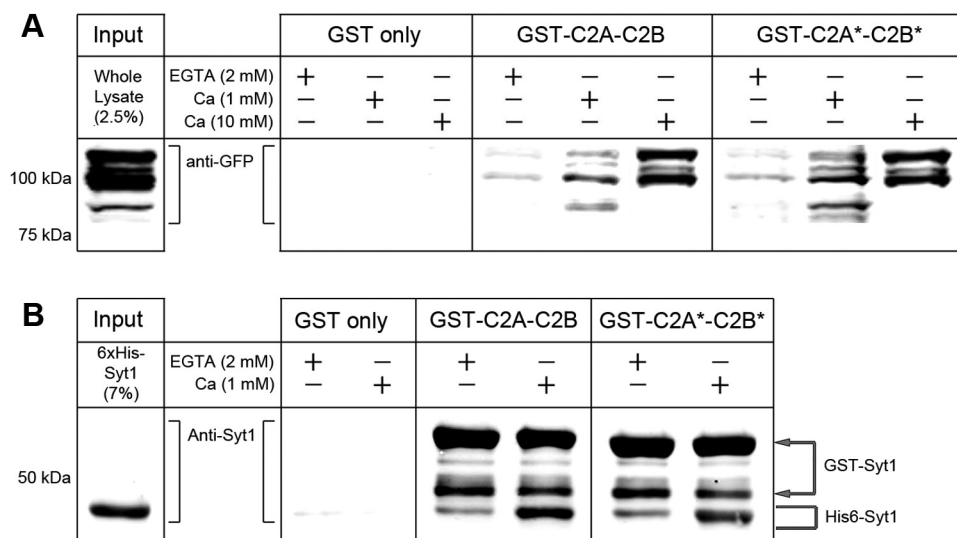 A
Input
GST only
GST-C2A-C2B
GST-C2A*-C2B*
Whole
Lysate
(2.5%)
EGTA (2 mM) + – – + – – + – –
Ca (1 mM) – + – – + – – + –
Ca (10 mM) – – + – – + – – +
anti-GFP
100 kDa
75 kDa
B
Input
GST only
GST-C2A-C2B
GST-C2A*-C2B*
6xHis-
Syt1
(7%)
EGTA (2 mM) + – + – + –
Ca (1 mM) – + – + – +
Anti-Syt1
50 kDa
GST-Syt1
His6-Syt1